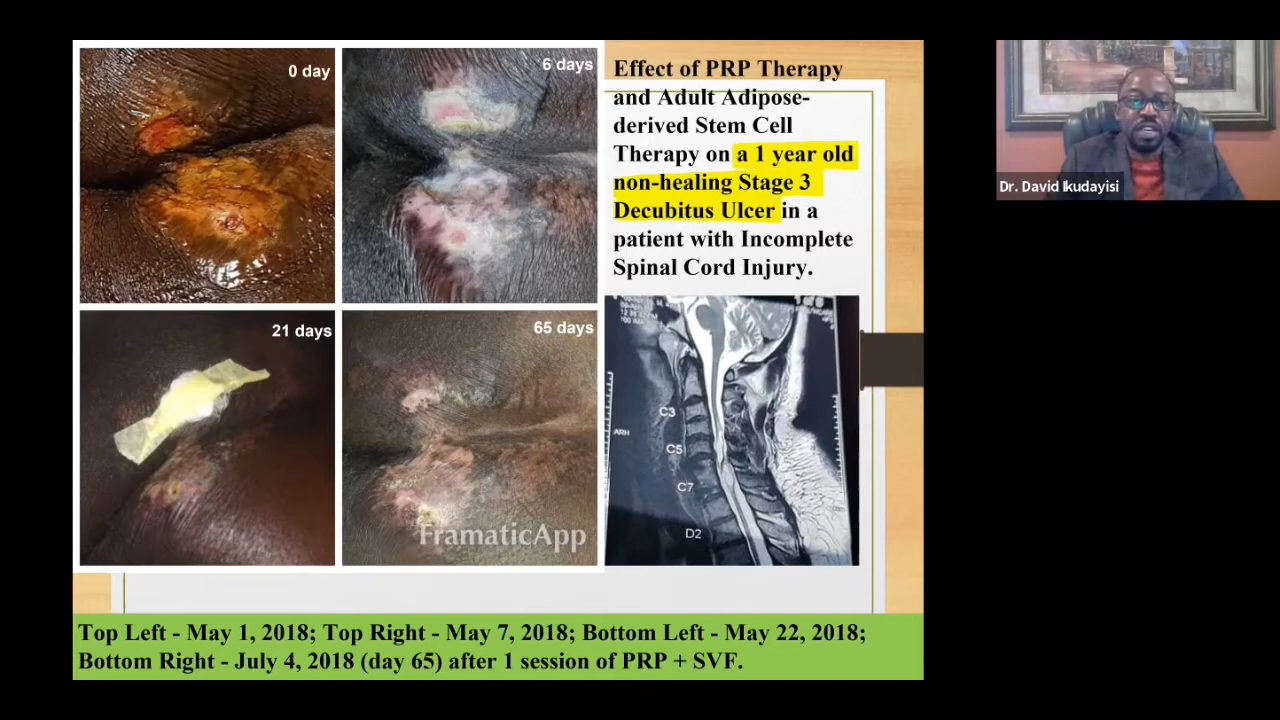 0 day
6 days
21 days
65 days
FramaticApp
Effect of PRP Therapy
and Adult Adipose-
derived Stem Cell
Therapy on a 1 year old
non-healing Stage 3
Decubitus Ulcer in a
patient with Incomplete
Spinal Cord Injury.
C3
ARH
C5
C7
D2
Top Left - May 1, 2018; Top Right - May 7, 2018; Bottom Left - May 22, 2018;
Bottom Right - July 4, 2018 (day 65) after 1 session of PRP + SVF.
Dr. David Ikudayisi